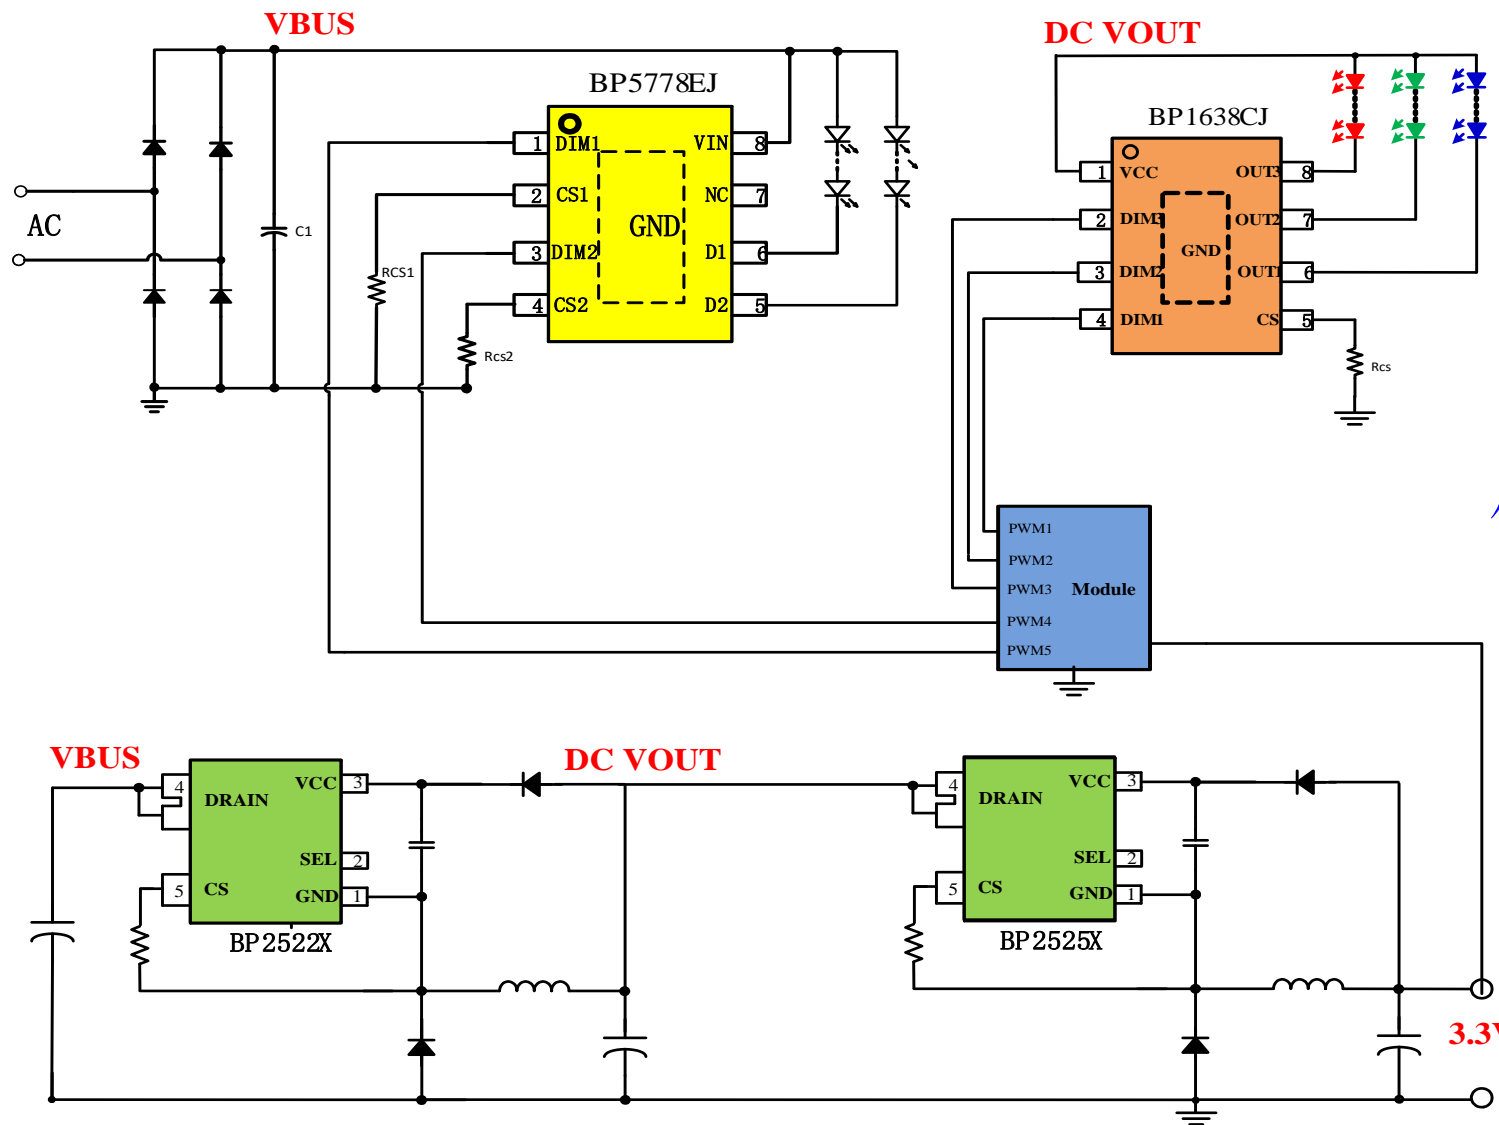 VBUS
DC VOUT
BP5778EJ
BP1638CJ
1 DIM1 VIN 8
2 CS1 NC 7
3 DIM2 D1 6
4 CS2 D2 5
GND
AC
C1
RCS1
Rcs2
1 VCC OUT3 8
2 DIM3 OUT2 7
3 DIM2 OUT1 6
4 DIM1 CS 5
GND
Rcs
PWM1
PWM2
PWM3 Module
PWM4
PWM5
VBUS
DC VOUT
4 DRAIN VCC 3
SEL 2
5 CS GND 1
BP2522X
4 DRAIN VCC 3
SEL 2
5 CS GND 1
BP2525X
3.3V